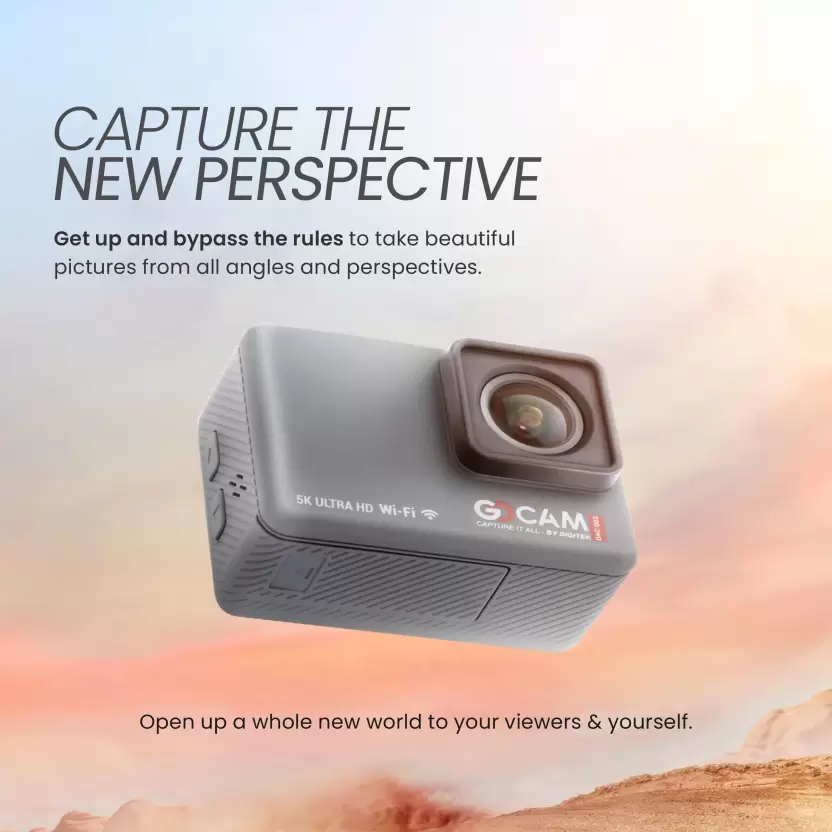 CAPTURE THE
NEW PERSPECTIVE
Get up and bypass the rules to take beautiful
pictures from all angles and perspectives.
5K ULTRA HD Wi-Fi
GOCAM
CAPTURE IT ALL - BY DIGITEK
DAC-002
Open up a whole new world to your viewers & yourself.